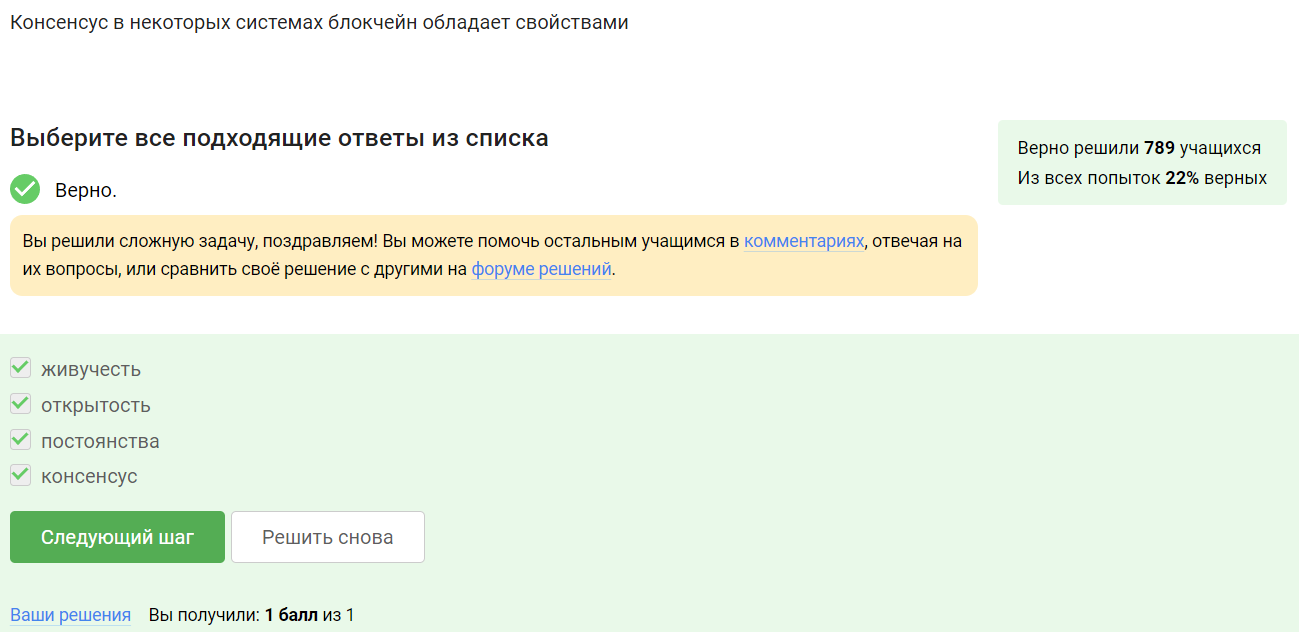 Консенсус в некоторых системах блокчейн обладает свойствами
Выберите все подходящие ответы из списка
Верно решили 789 учащихся
Из всех попыток 22% верных
Верно.
Вы решили сложную задачу, поздравляем! Вы можете помочь остальным учащимся в комментариях, отвечая на
их вопросы, или сравнить своё решение с другими на форуме решений.
живучесть
открытость
постоянства
консенсус
Следующий шаг
Решить снова
Ваши решения Вы получили: 1 балл из 1